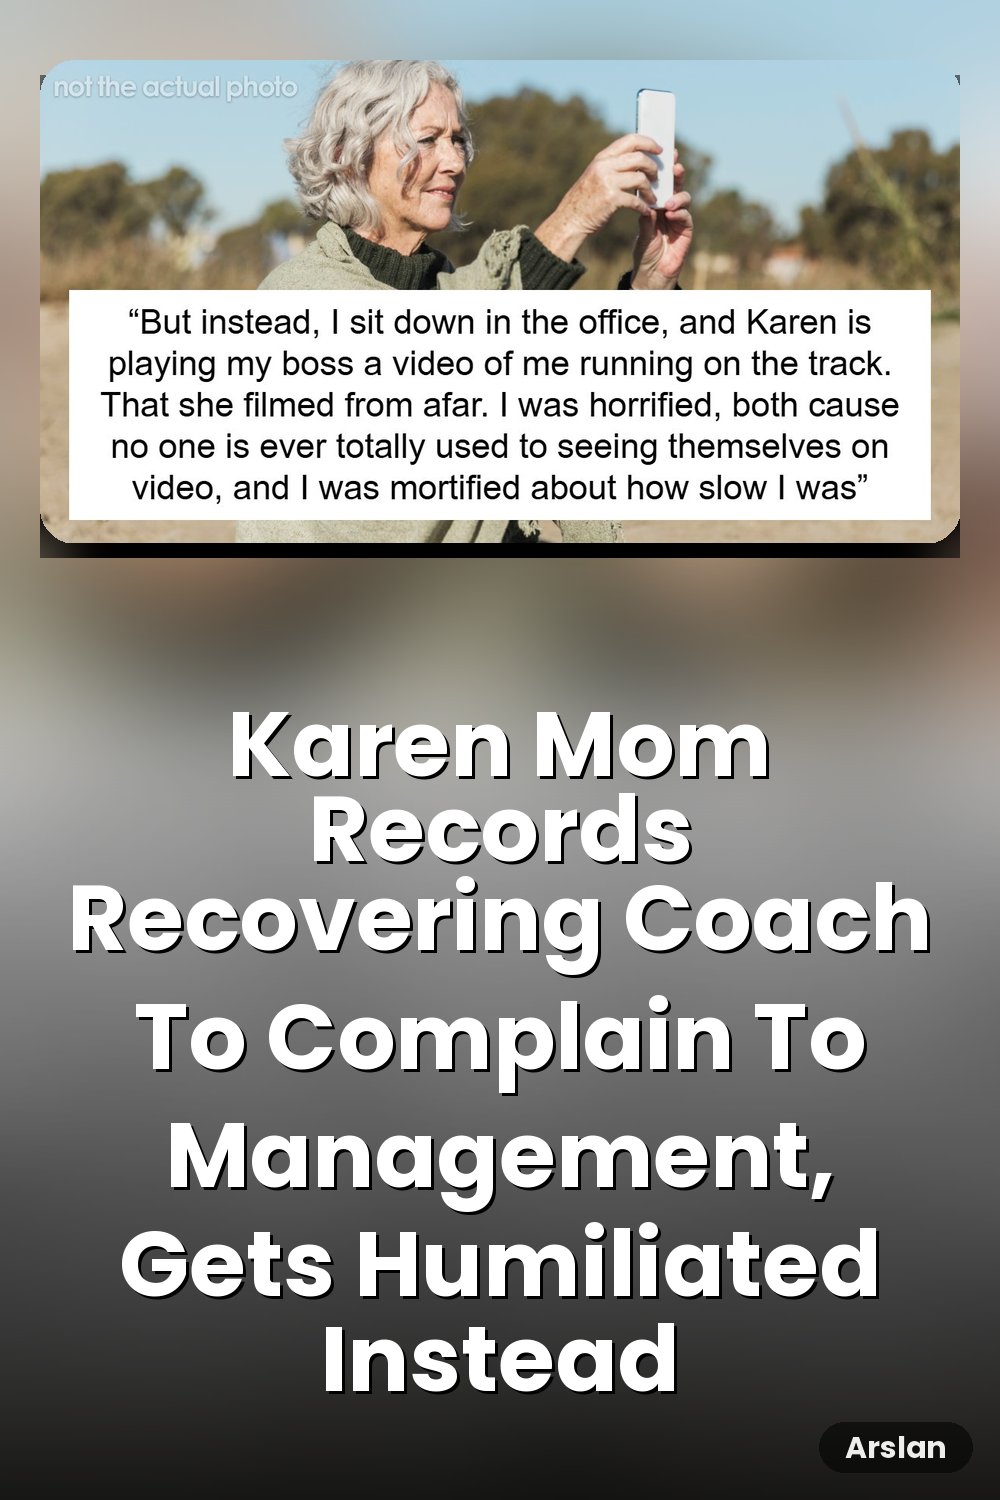 not the actual photo
“But instead, I sit down in the office, and Karen is
playing my boss a video of me running on the track.
That she filmed from afar. I was horrified, both cause
no one is ever totally used to seeing themselves on
video, and I was mortified about how slow I was”
Karen Mom
Records
Recovering Coach
To Complain To
Management,
Gets Humiliated
Instead
Arslan